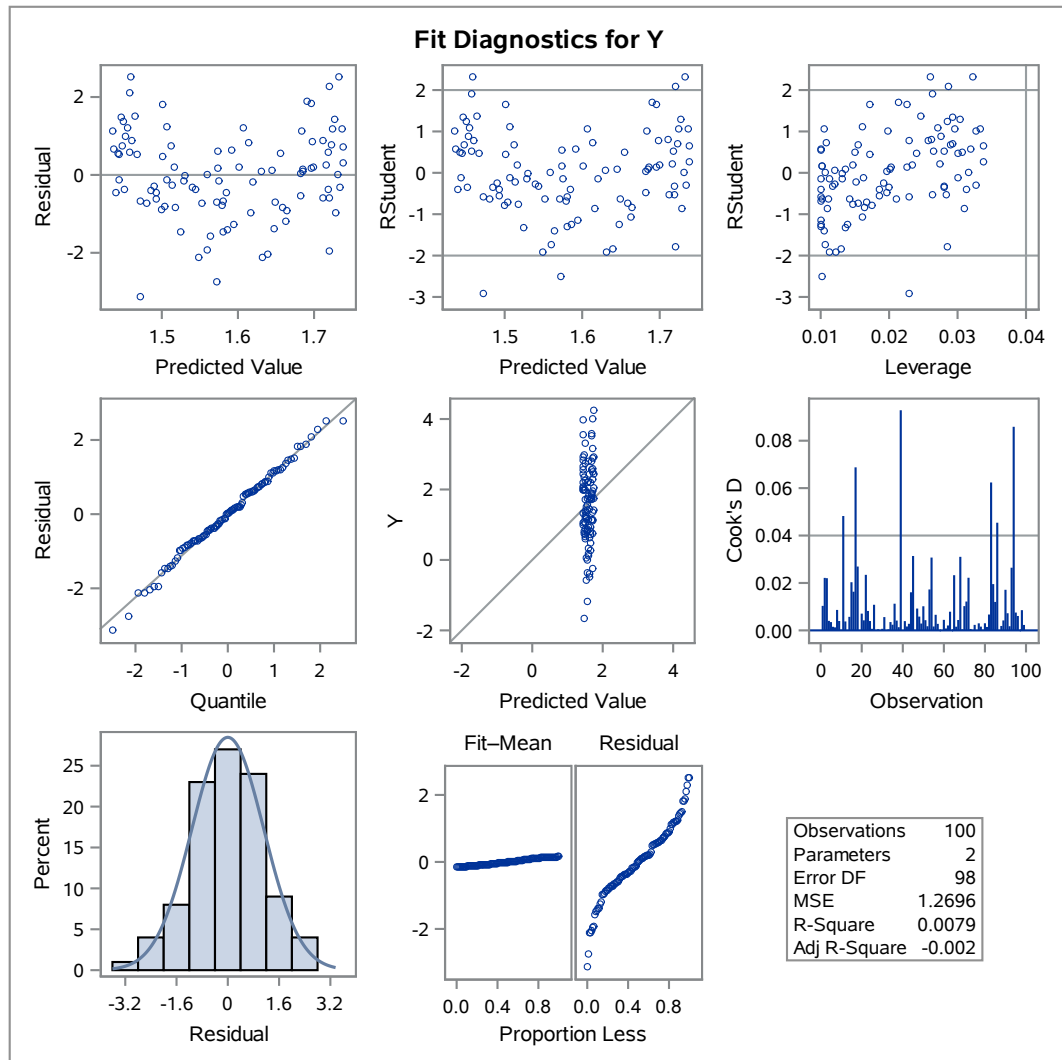 Fit Diagnostics for Y
2
0
-2
Residual
1.5 1.6 1.7
Predicted Value
2
1
0
-1
-2
-3
RStudent
1.5 1.6 1.7
Predicted Value
2
1
0
-1
-2
-3
RStudent
0.01 0.02 0.03 0.04
Leverage
2
0
-2
Residual
-2 -1 0 1 2
Quantile
4
2
0
-2
Y
-2 0 2 4
Predicted Value
0.08
0.06
0.04
0.02
0.00
Cook's D
0 20 40 60 80 100
Observation
25
20
15
10
5
0
Percent
-3.2 -1.6 0 1.6 3.2
Residual
Fit–Mean Residual
2
0
-2
0.0 0.4 0.8 0.0 0.4 0.8
Proportion Less
Observations 100
Parameters 2
Error DF 98
MSE 1.2696
R-Square 0.0079
Adj R-Square -0.002